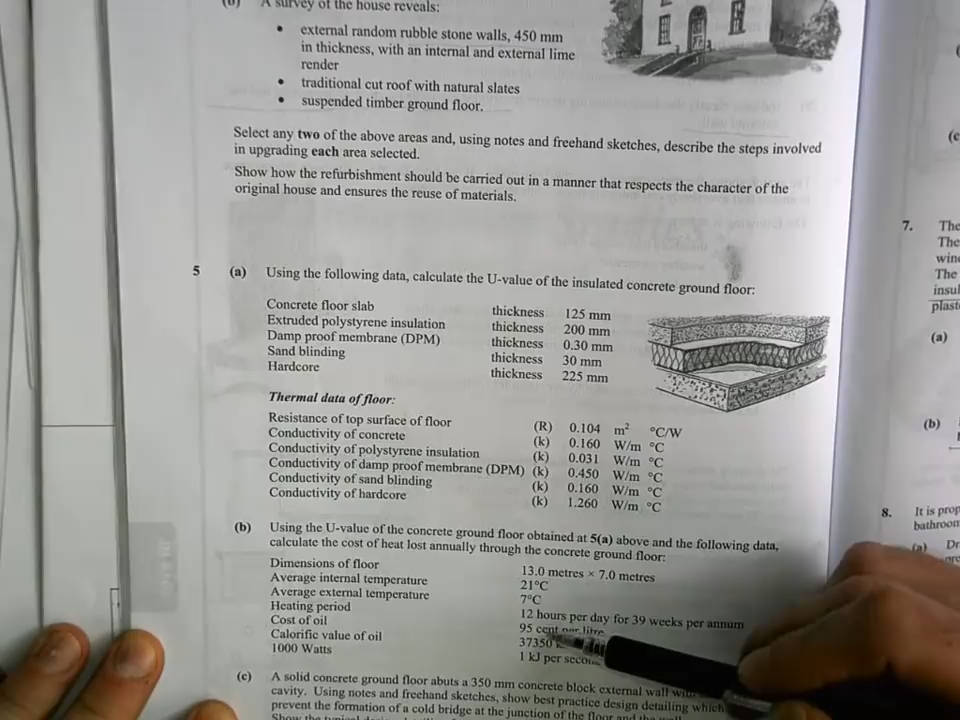 (b) A survey of the house reveals:
• external random rubble stone walls, 450 mm
in thickness, with an internal and external lime
render
• traditional cut roof with natural slates
• suspended timber ground floor.
Select any two of the above areas and, using notes and freehand sketches, describe the steps involved
in upgrading each area selected.
Show how the refurbishment should be carried out in a manner that respects the character of the
original house and ensures the reuse of materials.
5 (a) Using the following data, calculate the U-value of the insulated concrete ground floor:
Concrete floor slab thickness 125 mm
Extruded polystyrene insulation thickness 200 mm
Damp proof membrane (DPM) thickness 0.30 mm
Sand blinding thickness 30 mm
Hardcore thickness 225 mm
Thermal data of floor:
Resistance of top surface of floor (R) 0.104 m² °C/W
Conductivity of concrete (k) 0.160 W/m °C
Conductivity of polystyrene insulation (k) 0.031 W/m °C
Conductivity of damp proof membrane (DPM) (k) 0.450 W/m °C
Conductivity of sand blinding (k) 0.160 W/m °C
Conductivity of hardcore (k) 1.260 W/m °C
(b) Using the U-value of the concrete ground floor obtained at 5(a) above and the following data,
calculate the cost of heat lost annually through the concrete ground floor:
Dimensions of floor 13.0 metres × 7.0 metres
Average internal temperature 21°C
Average external temperature 7°C
Heating period 12 hours per day for 39 weeks per annum
Cost of oil 95 cent per litre
Calorific value of oil 37350
1000 Watts 1 kJ per
(c) A solid concrete ground floor abuts a 350 mm concrete block external wall
cavity. Using notes and freehand sketches, show best practice design detailing which
prevent the formation of a cold bridge at the junction of the floor and the
Show the typical
7. The
The
The
(a)
(b)
8. It is
bathroom
(a)